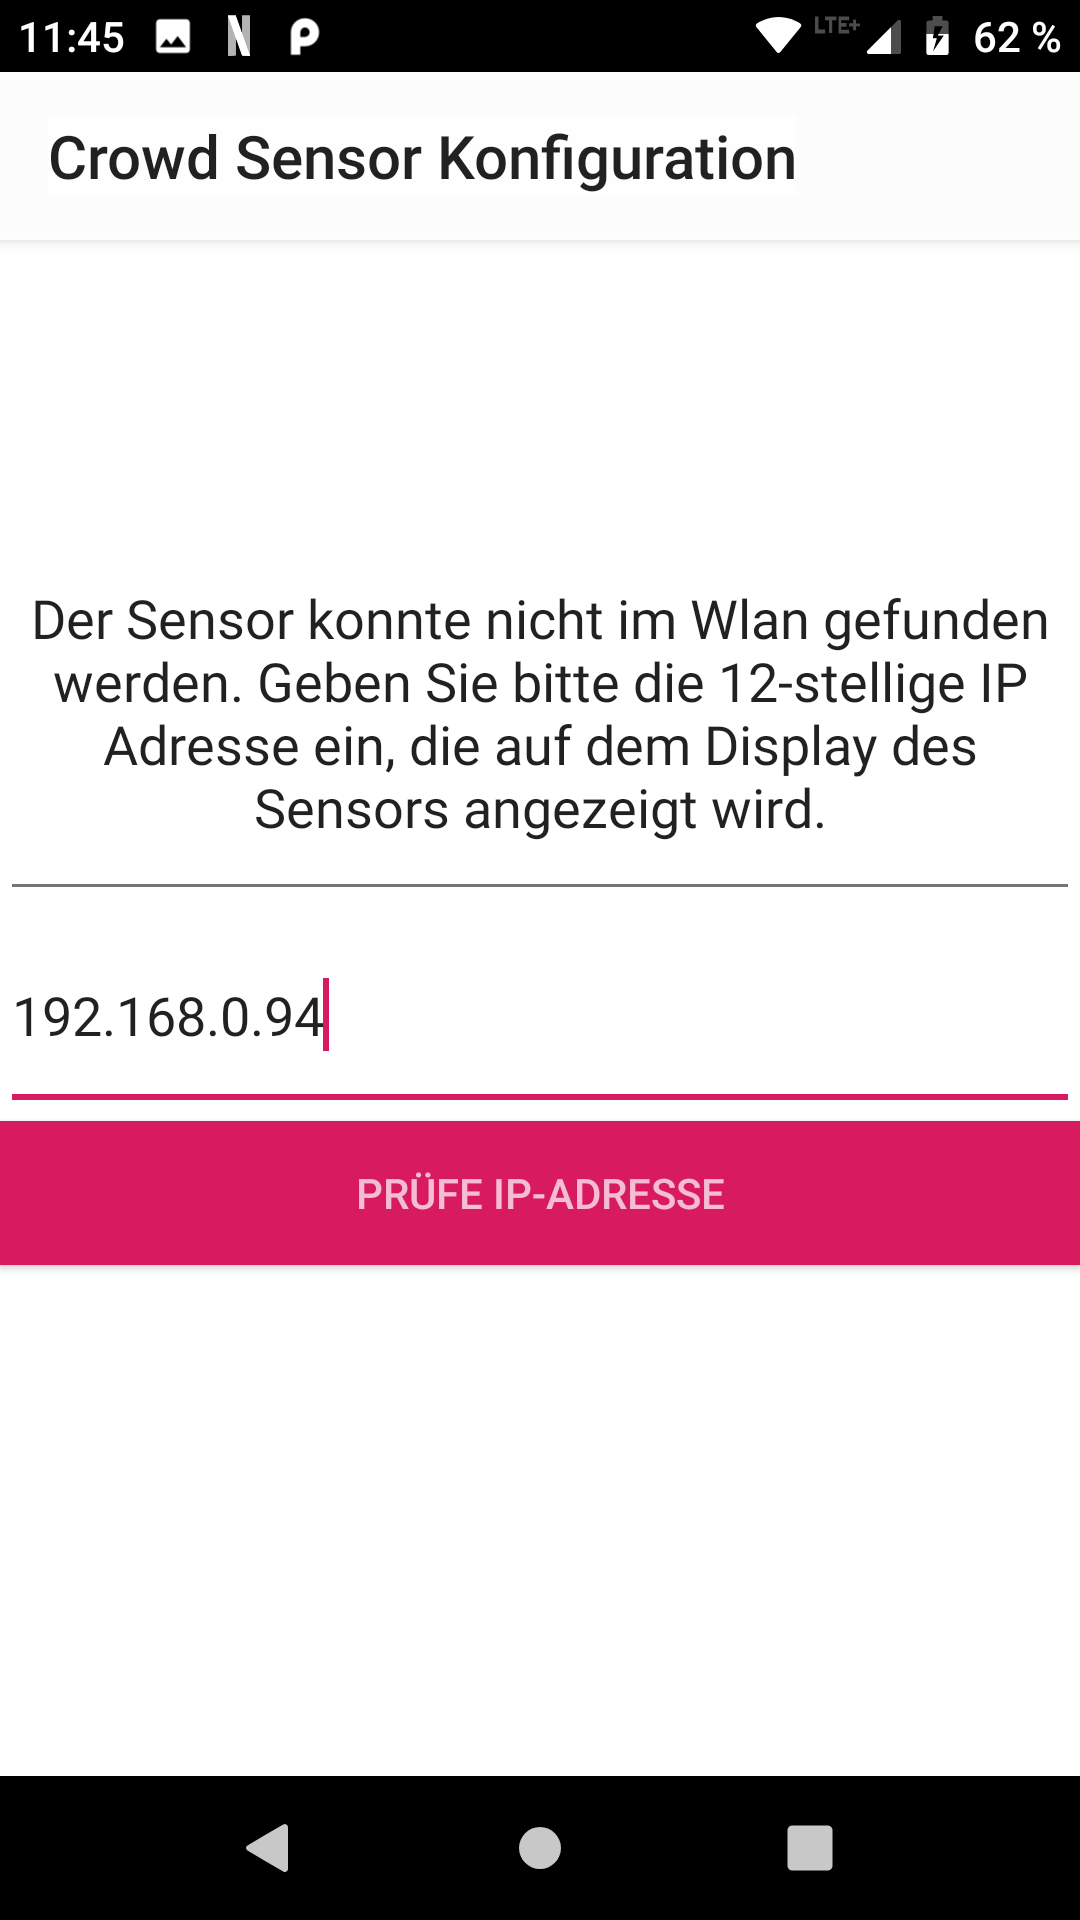 11:45 LTE+ 62 %
Crowd Sensor Konfiguration
Der Sensor konnte nicht im Wlan gefunden
werden. Geben Sie bitte die 12-stellige IP
Adresse ein, die auf dem Display des
Sensors angezeigt wird.
192.168.0.94
PRÜFE IP-ADRESSE